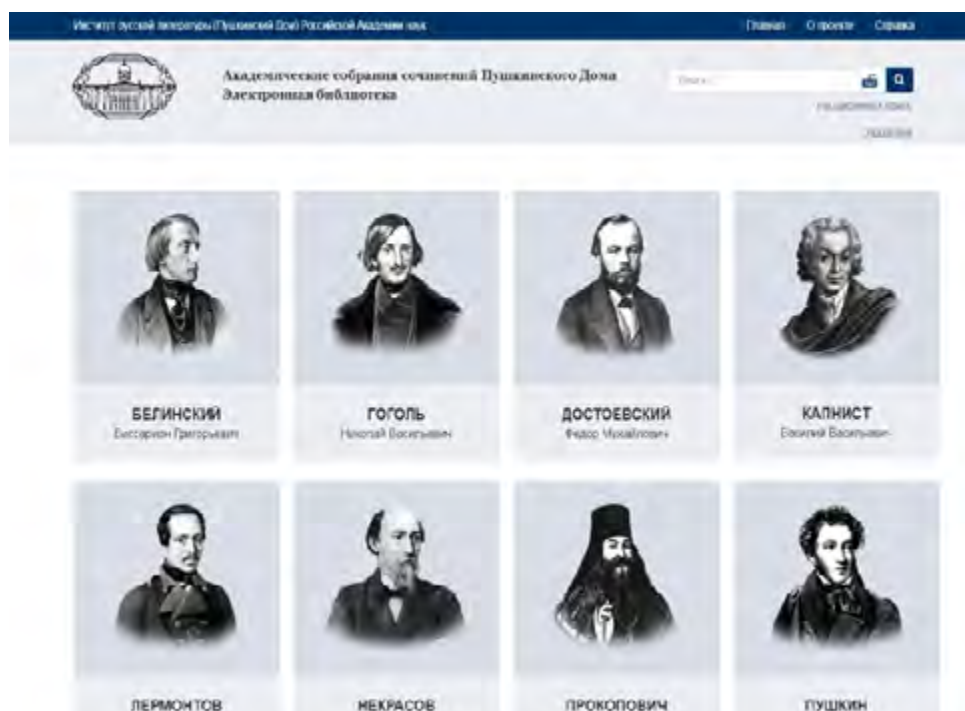 Институт русской литературы (Пушкинский Дом) Российской Академии наук
Главная О проекте Справка
Академические собрания сочинений Пушкинского Дома
Электронная библиотека
Поиск...
БЕЛИНСКИЙ
Виссарион Григорьевич
ГОГОЛЬ
Николай Васильевич
ДОСТОЕВСКИЙ
Федор Михайлович
КАПНИСТ
Василий Васильевич
ЛЕРМОНТОВ
НЕКРАСОВ
ПРОКОПОВИЧ
ПУШКИН